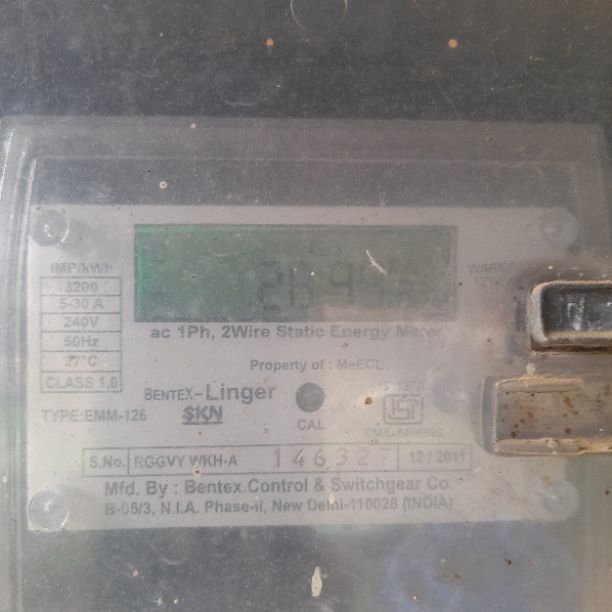 IMP/kWh
3200
5-30 A
240V
50Hz
27°C
CLASS 1.0
ac 1Ph, 2Wire Static Energy Meter
Property of : MeECL
BENTEX-Linger
SKN
CAL
TYPE:EMM-126
S.No. RGGVY WKH-A 146327 12/2011
Mfd. By : Bentex Control & Switchgear Co.
B-65/3, N.I.A. Phase-II, New Delhi-110028 (INDIA)